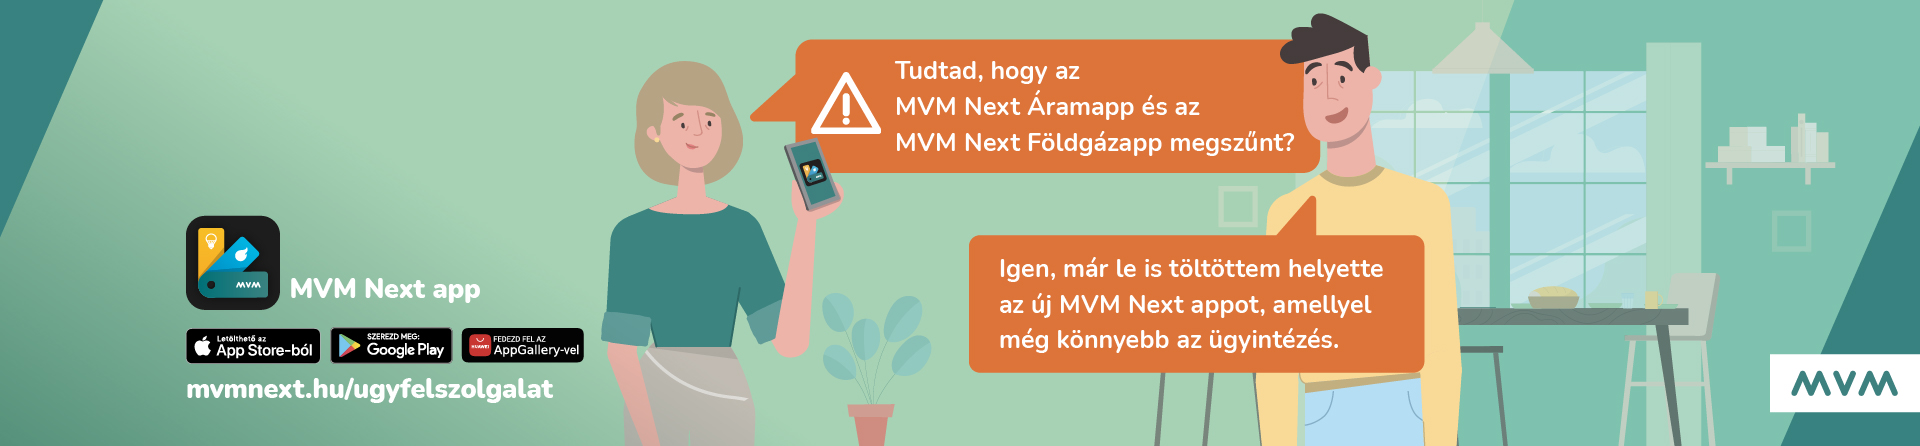 Tudtad, hogy az
MVM Next Áramapp és az
MVM Next Földgázapp megszűnt?
Igen, már le is töltöttem helyette
az új MVM Next appot, amellyel
még könnyebb az ügyintézés.
MVM
MVM Next app
Letölthető az
App Store-ból
SZEREZD MEG:
Google Play
HUAWEI
FEDEZD FEL AZ
AppGallery-vel
mvmnext.hu/ugyfelszolgalat
MVM